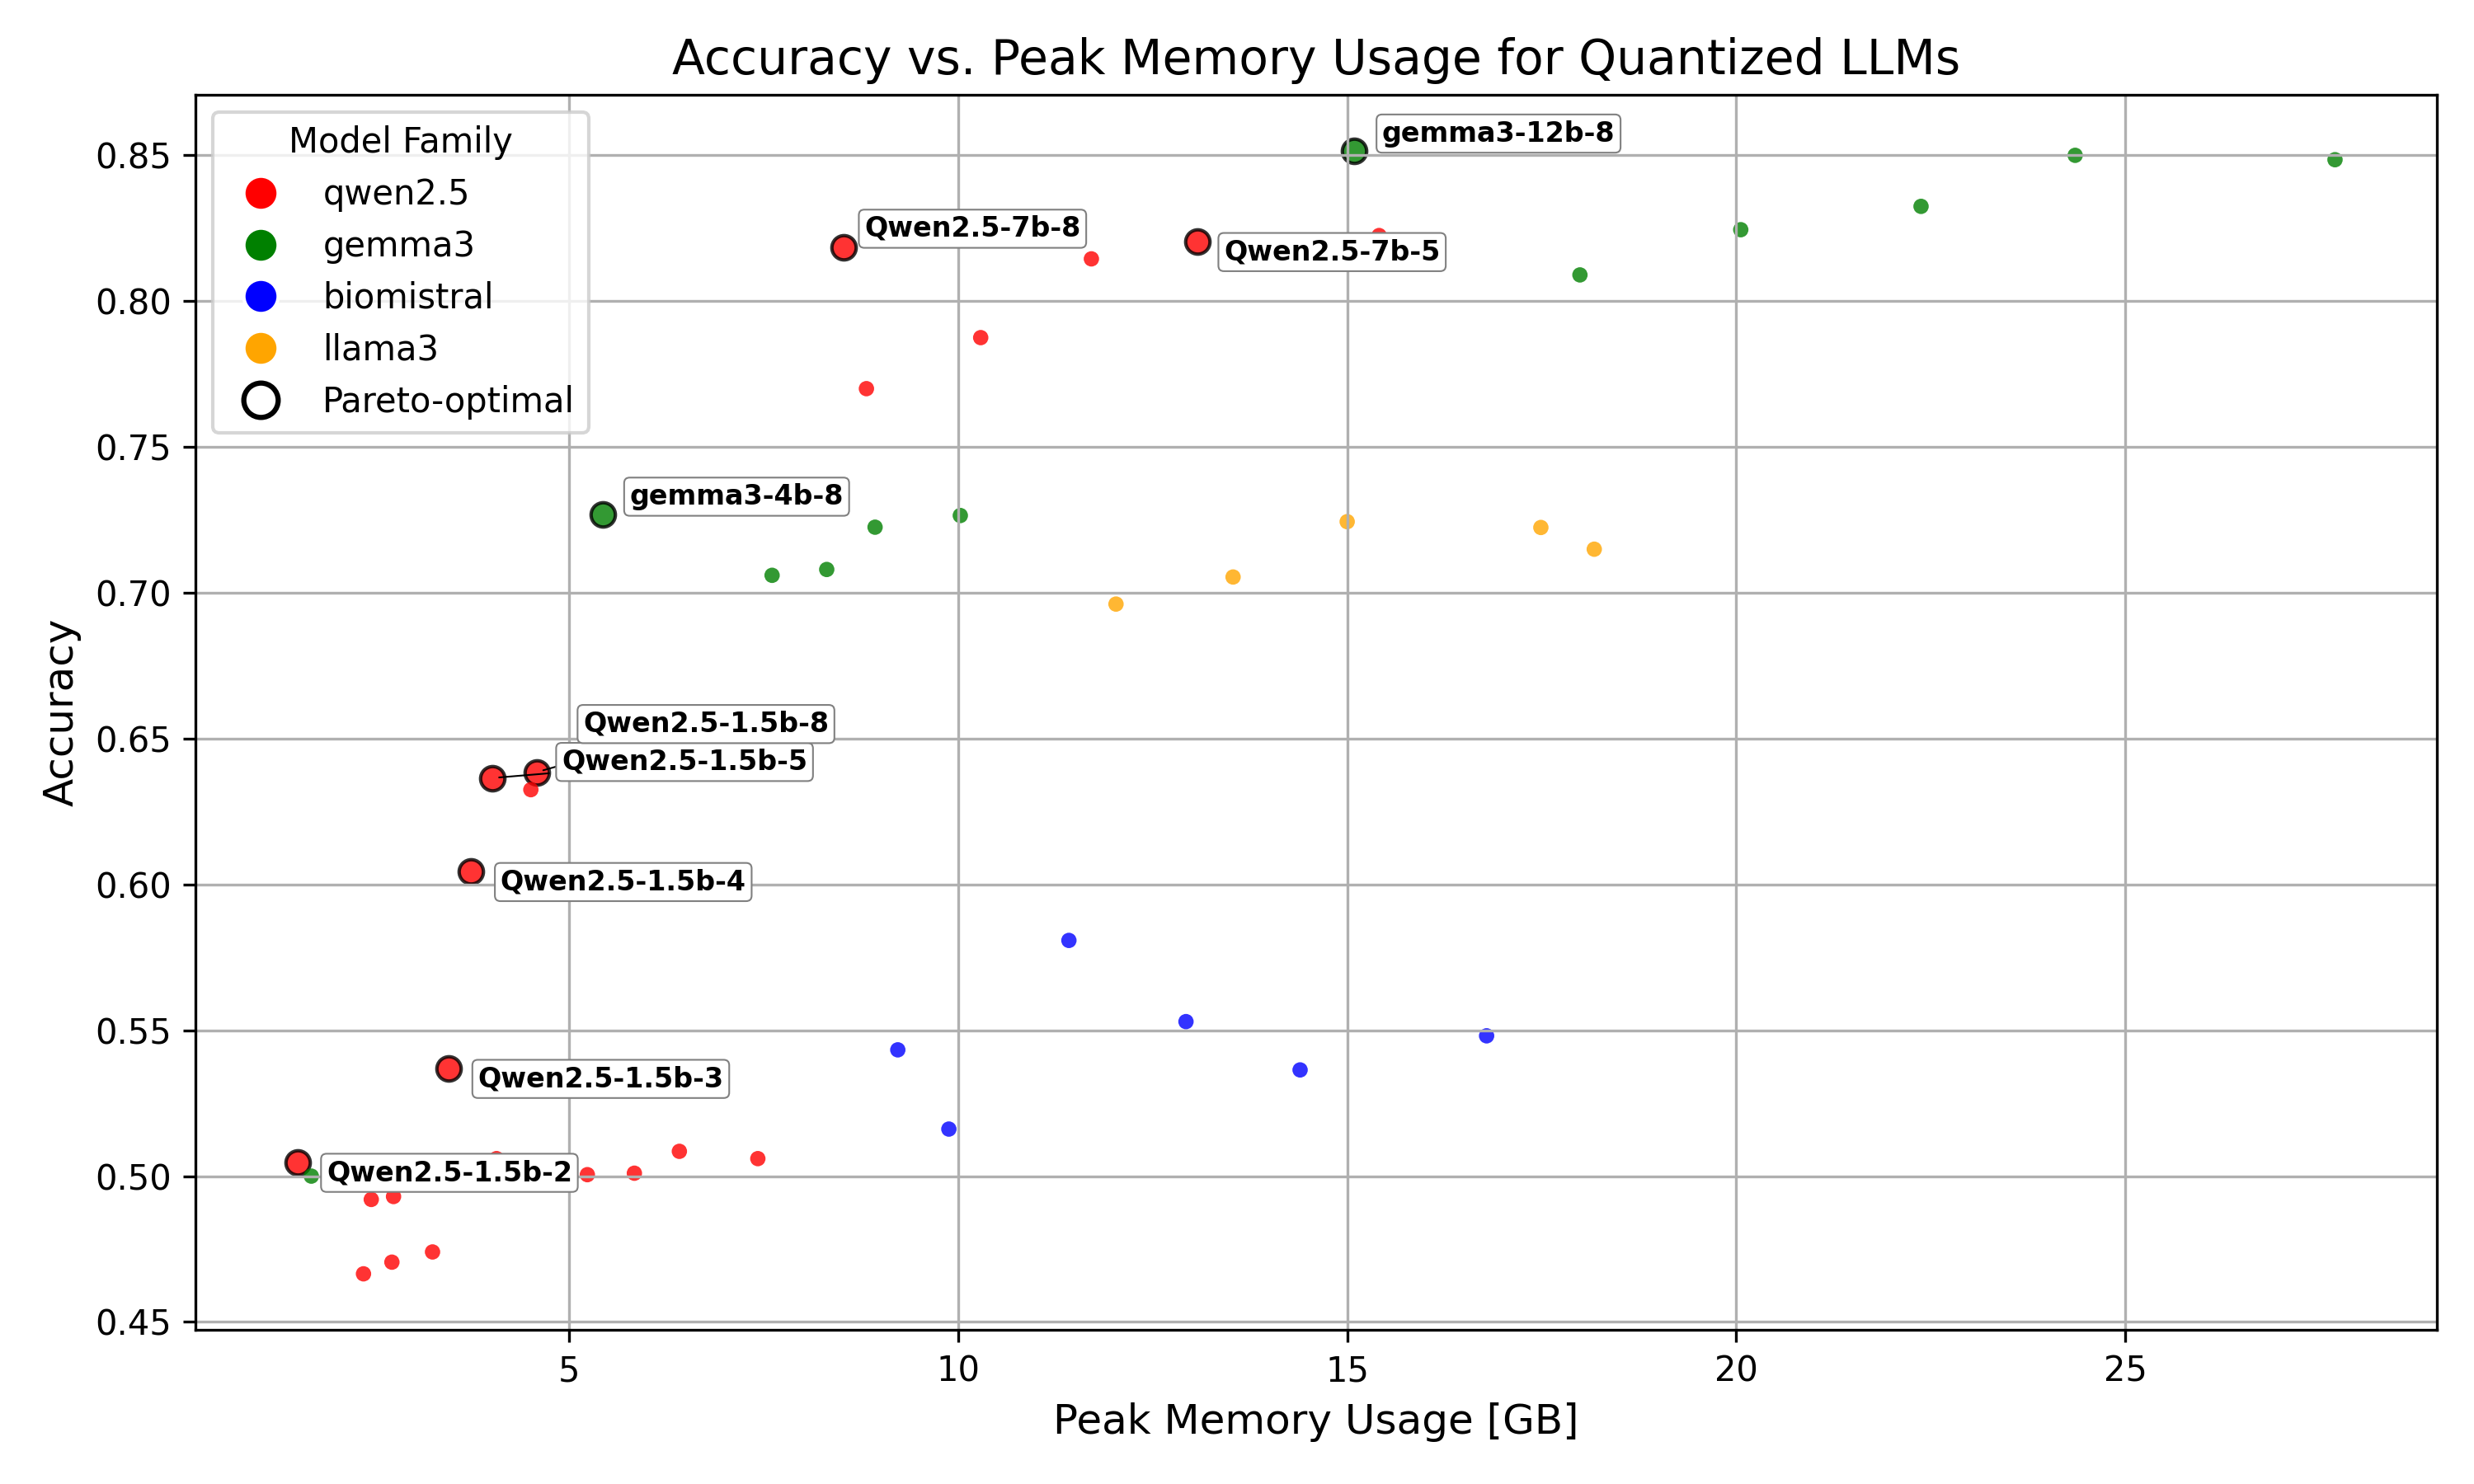 Accuracy vs. Peak Memory Usage for Quantized LLMs
Model Family
qwen2.5
gemma3
biomistral
llama3
Pareto-optimal
gemma3-12b-8
Qwen2.5-7b-8
Qwen2.5-7b-5
gemma3-4b-8
Qwen2.5-1.5b-8
Qwen2.5-1.5b-5
Qwen2.5-1.5b-4
Qwen2.5-1.5b-3
Qwen2.5-1.5b-2
0.85
0.80
0.75
0.70
0.65
0.60
0.55
0.50
0.45
Accuracy
5
10
15
20
25
Peak Memory Usage [GB]